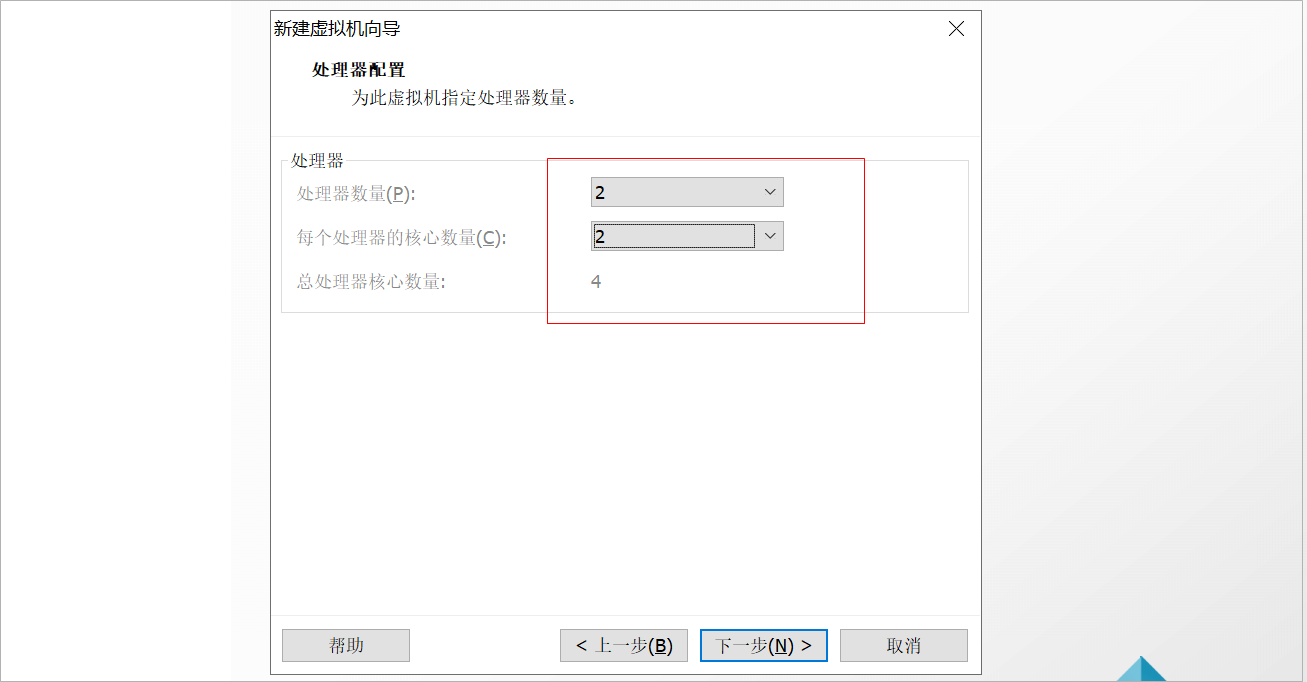 新建虚拟机向导
处理器配置
为此虚拟机指定处理器数量。
处理器
处理器数量(P): 2
每个处理器的核心数量(C): 2
总处理器核心数量: 4
帮助 < 上一步(B) 下一步(N) > 取消